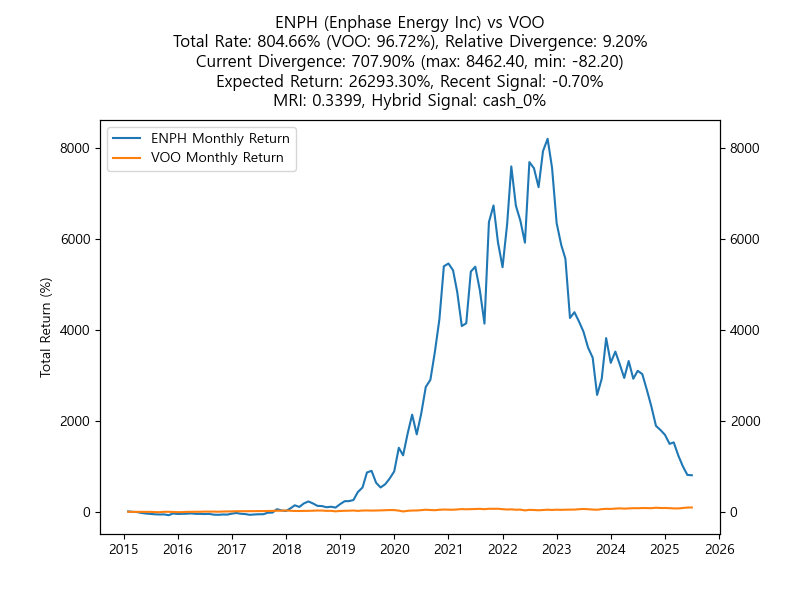 ENPH (Enphase Energy Inc) vs VOO
Total Rate: 804.66% (VOO: 96.72%), Relative Divergence: 9.20%
Current Divergence: 707.90% (max: 8462.40, min: -82.20)
Expected Return: 26293.30%, Recent Signal: -0.70%
MRI: 0.3399, Hybrid Signal: cash_0%
ENPH Monthly Return
VOO Monthly Return
Total Return (%)
8000
6000
4000
2000
0
8000
6000
4000
2000
0
2015 2016 2017 2018 2019 2020 2021 2022 2023 2024 2025 2026